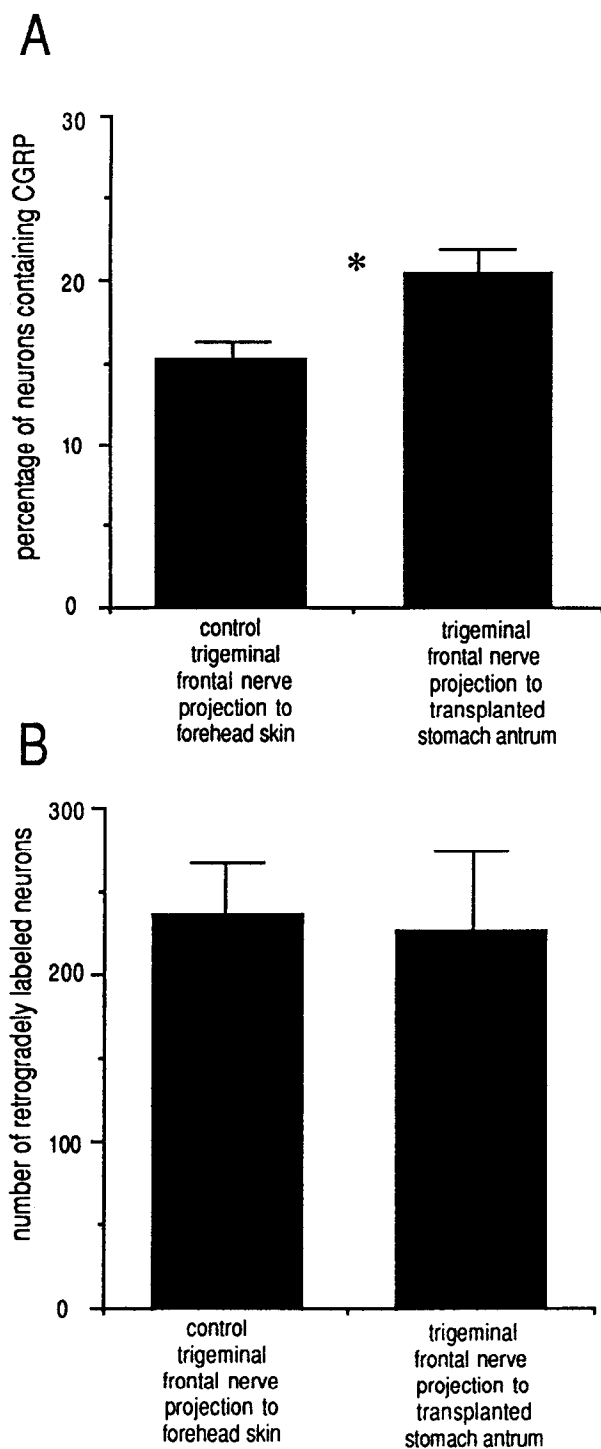 A
percentage of neurons containing CGRP
30
20
10
0
*
control
trigeminal
frontal nerve
projection to
forehead skin
trigeminal
frontal nerve
projection to
transplanted
stomach antrum
B
number of retrogradely labeled neurons
300
200
100
0
control
trigeminal
frontal nerve
projection to
forehead skin
trigeminal
frontal nerve
projection to
transplanted
stomach antrum